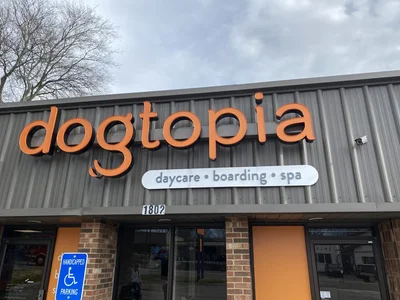 dogtopia
daycare • boarding • spa
1802
HANDICAPPED
PARKING